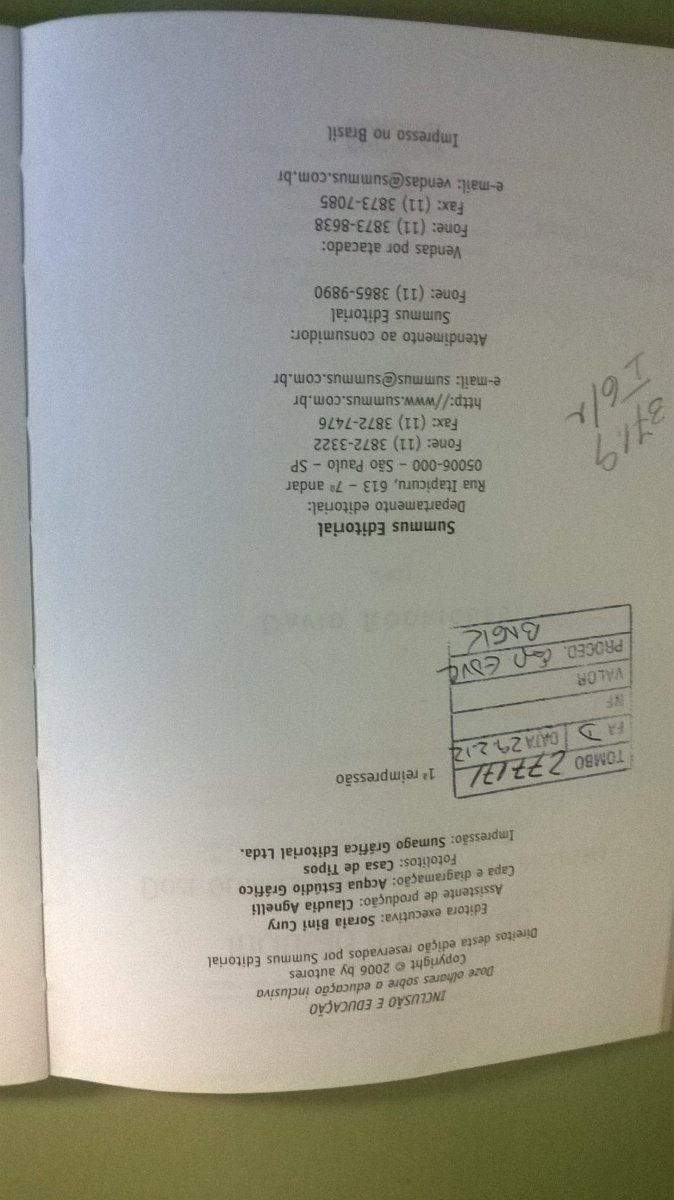 INCLUSÃO E EDUCAÇÃO
Doze olhares sobre a educação inclusiva
Copyright © 2006 by autores
Direitos desta edição reservados por Summus Editorial
Editora executiva: Soraia Bini Cury
Assistente de produção: Claudia Agnelli
Capa e diagramação: Acqua Estúdio Gráfico
Fotolitos: Casa de Tipos
Impressão: Sumago Gráfica Editorial Ltda.
1ª reimpressão
TOMBO 277171
FA D DATA 29.2.12
NF
VALOR
PROCED.
Summus Editorial
Departamento editorial:
Rua Itapicuru, 613 – 7º andar
05006-000 – São Paulo – SP
Fone: (11) 3872-3322
Fax: (11) 3872-7476
http://www.summus.com.br
e-mail: summus@summus.com.br
371.9
Atendimento ao consumidor:
Summus Editorial
Fone: (11) 3865-9890
Vendas por atacado:
Fone: (11) 3873-8638
Fax: (11) 3873-7085
e-mail: vendas@summus.com.br
Impresso no Brasil